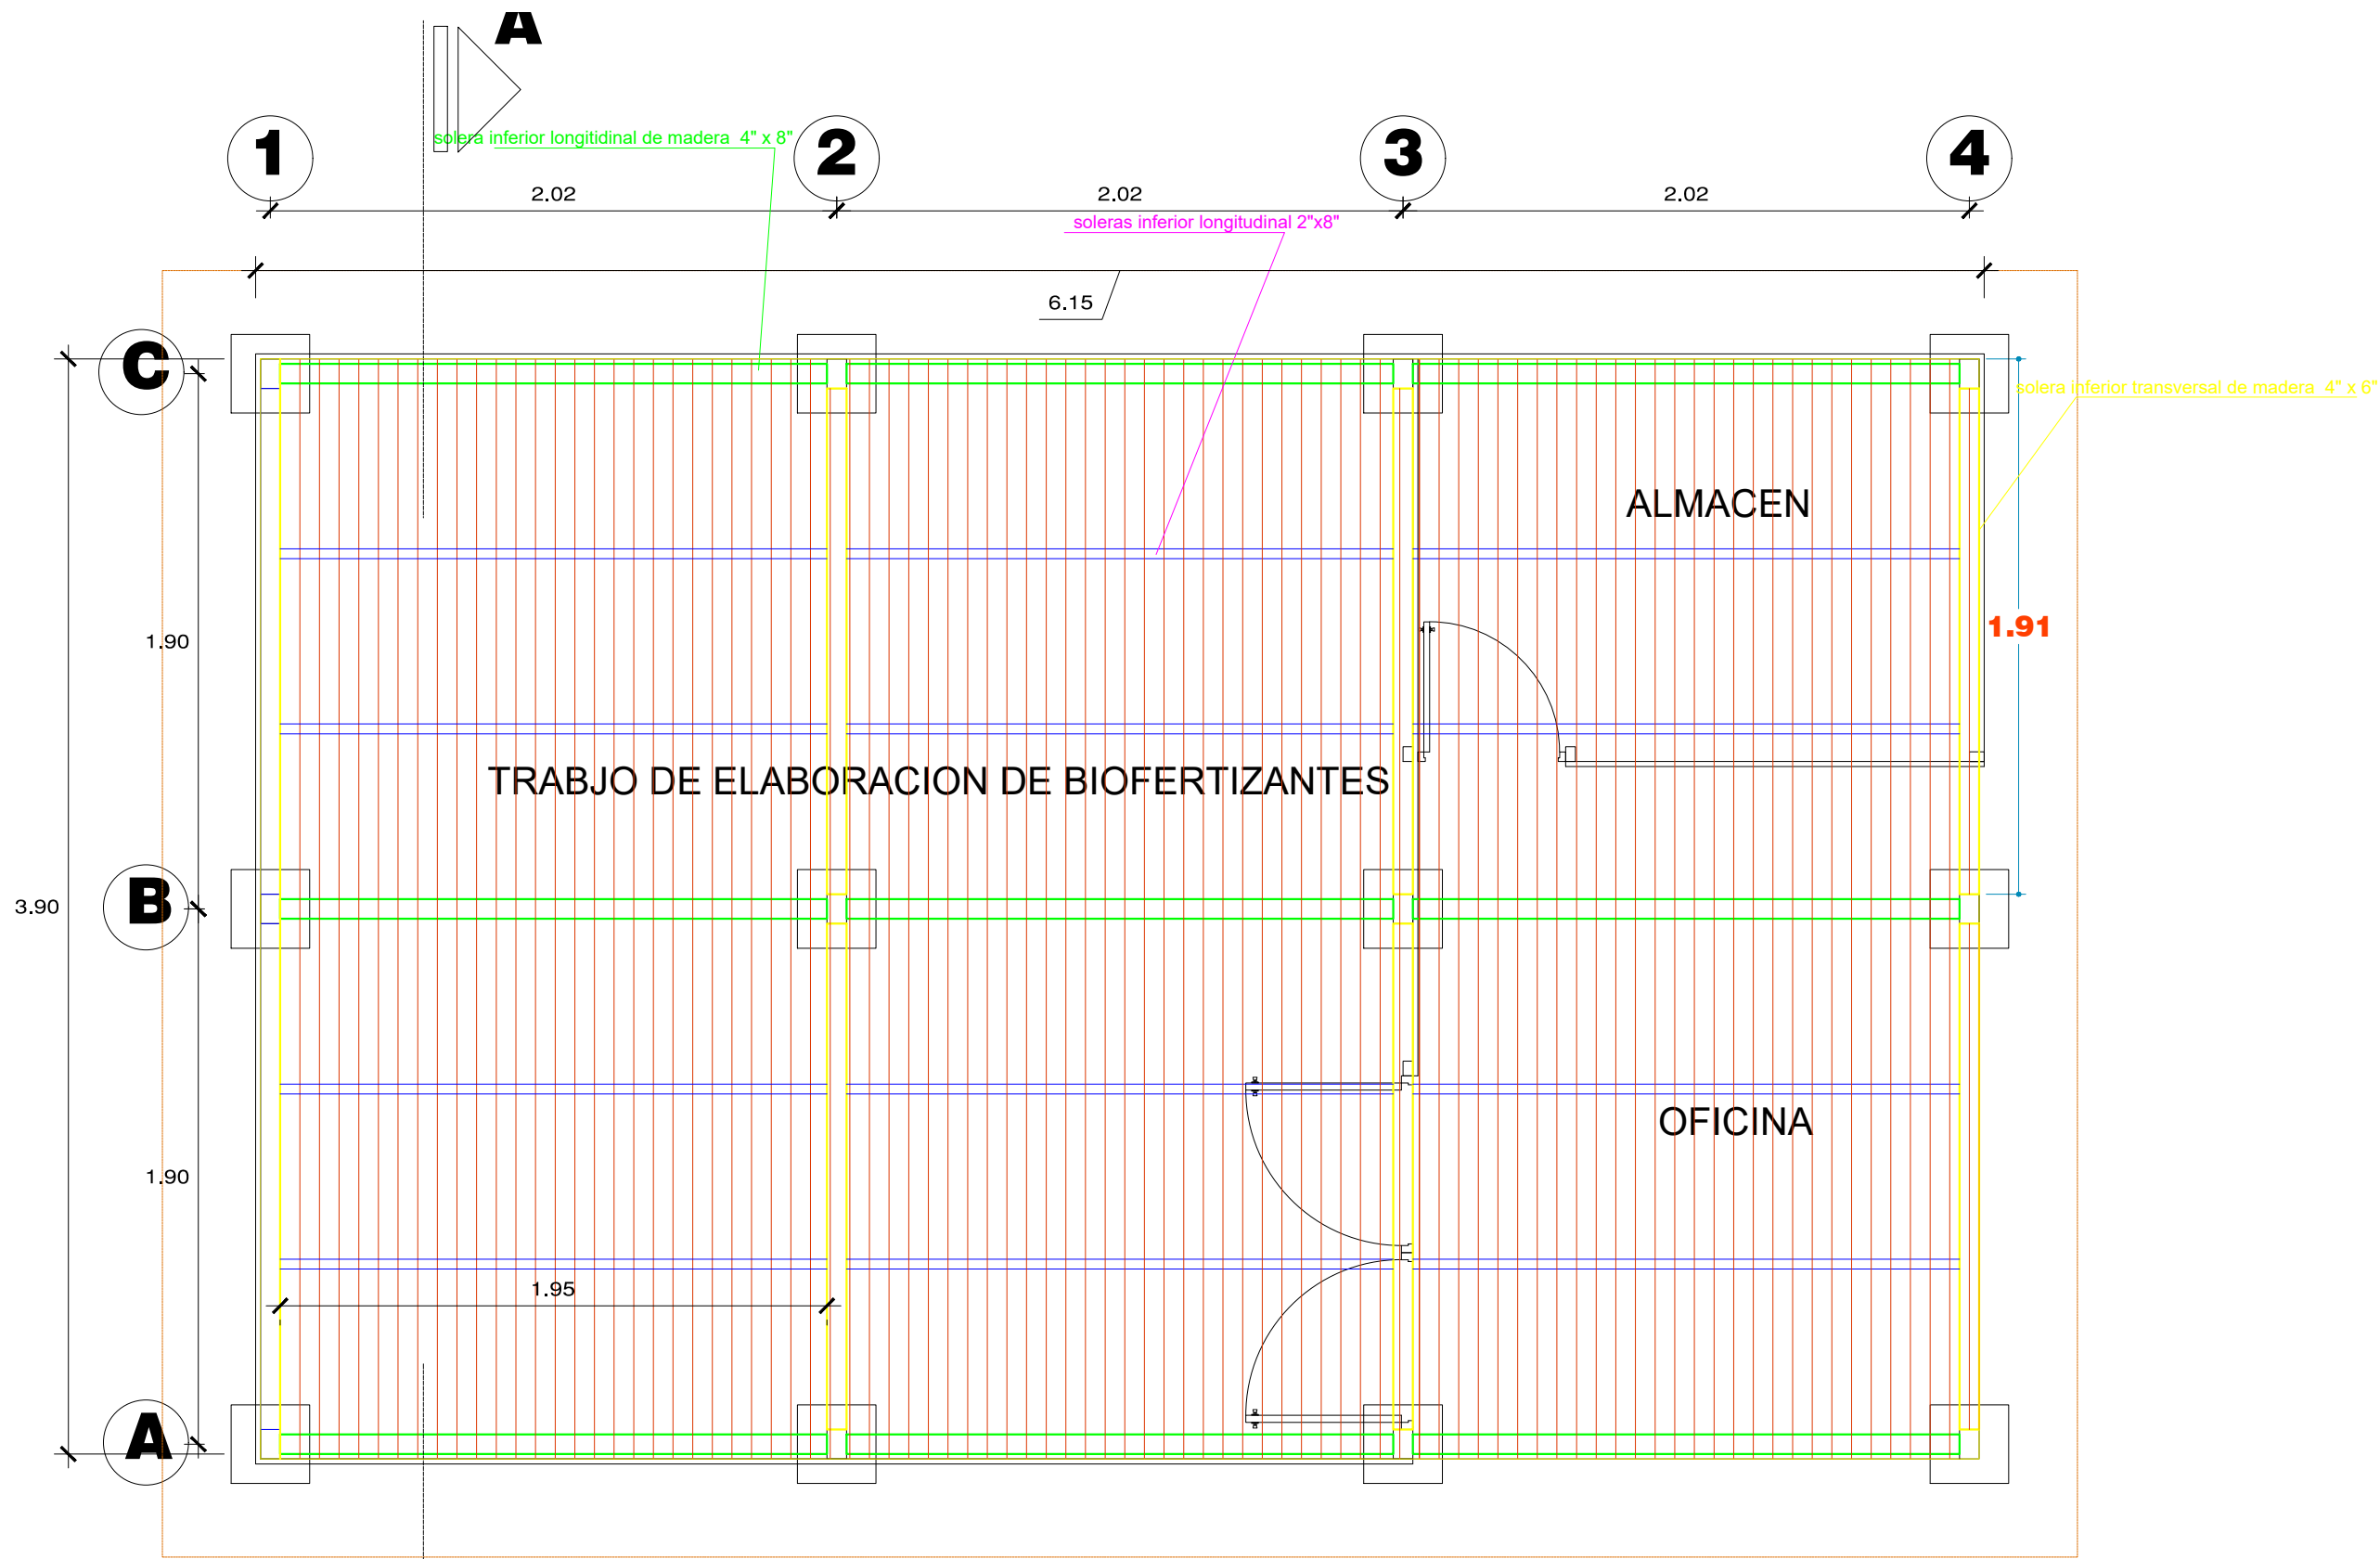 A
1
2
3
4
solera inferior longitidinal de madera  4" x 8"
2.02
2.02
2.02
soleras inferior longitudinal 2"x8"
6.15
C
solera inferior transversal de madera  4" x 6"
ALMACEN
1.91
1.90
TRABJO DE ELABORACION DE BIOFERTIZANTES
B
3.90
OFICINA
1.90
1.95
A